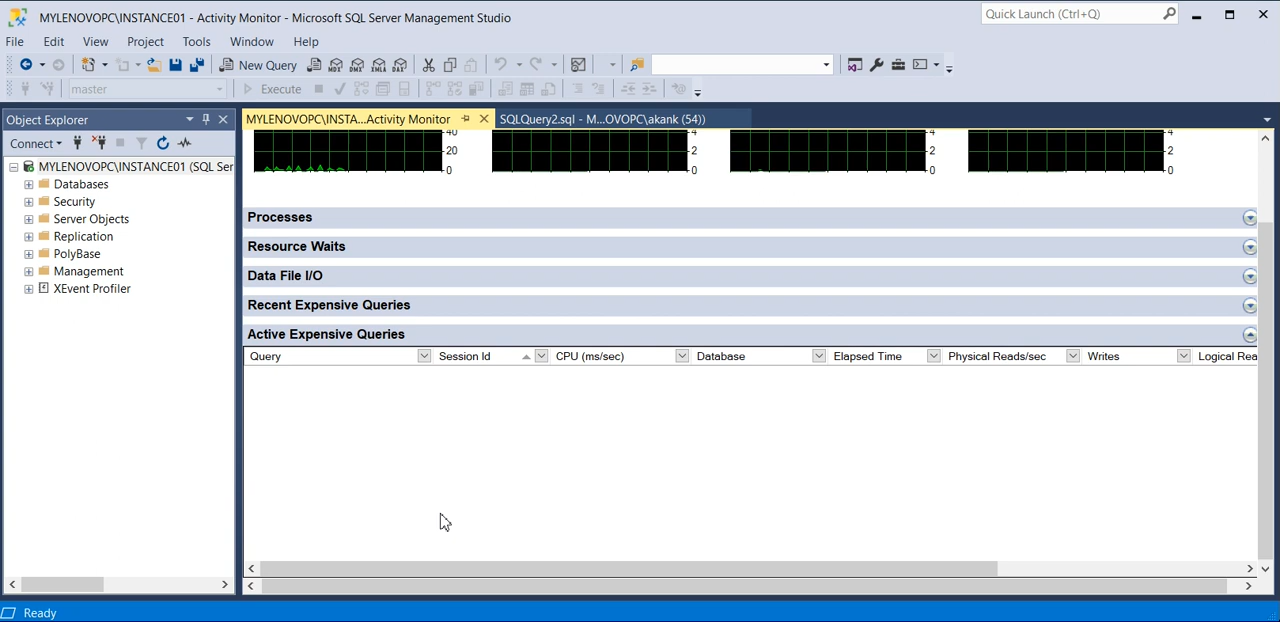 MYLENOVOPC\INSTANCE01 - Activity Monitor - Microsoft SQL Server Management Studio
Quick Launch (Ctrl+Q)
File Edit View Project Tools Window Help
New Query MDX DMX XMLA DAX
master Execute
Object Explorer
MYLENOVOPC\INSTA...Activity Monitor SQLQuery2.sql - M...OVOPC\akank (54))
Connect
MYLENOVOPC\INSTANCE01 (SQL Ser
Databases
Security
Server Objects
Replication
PolyBase
Management
XEvent Profiler
40 4 4 4
20 2 2 2
0 0 0 0
Processes
Resource Waits
Data File I/O
Recent Expensive Queries
Active Expensive Queries
Query Session Id CPU (ms/sec) Database Elapsed Time Physical Reads/sec Writes Logical Rea
Ready